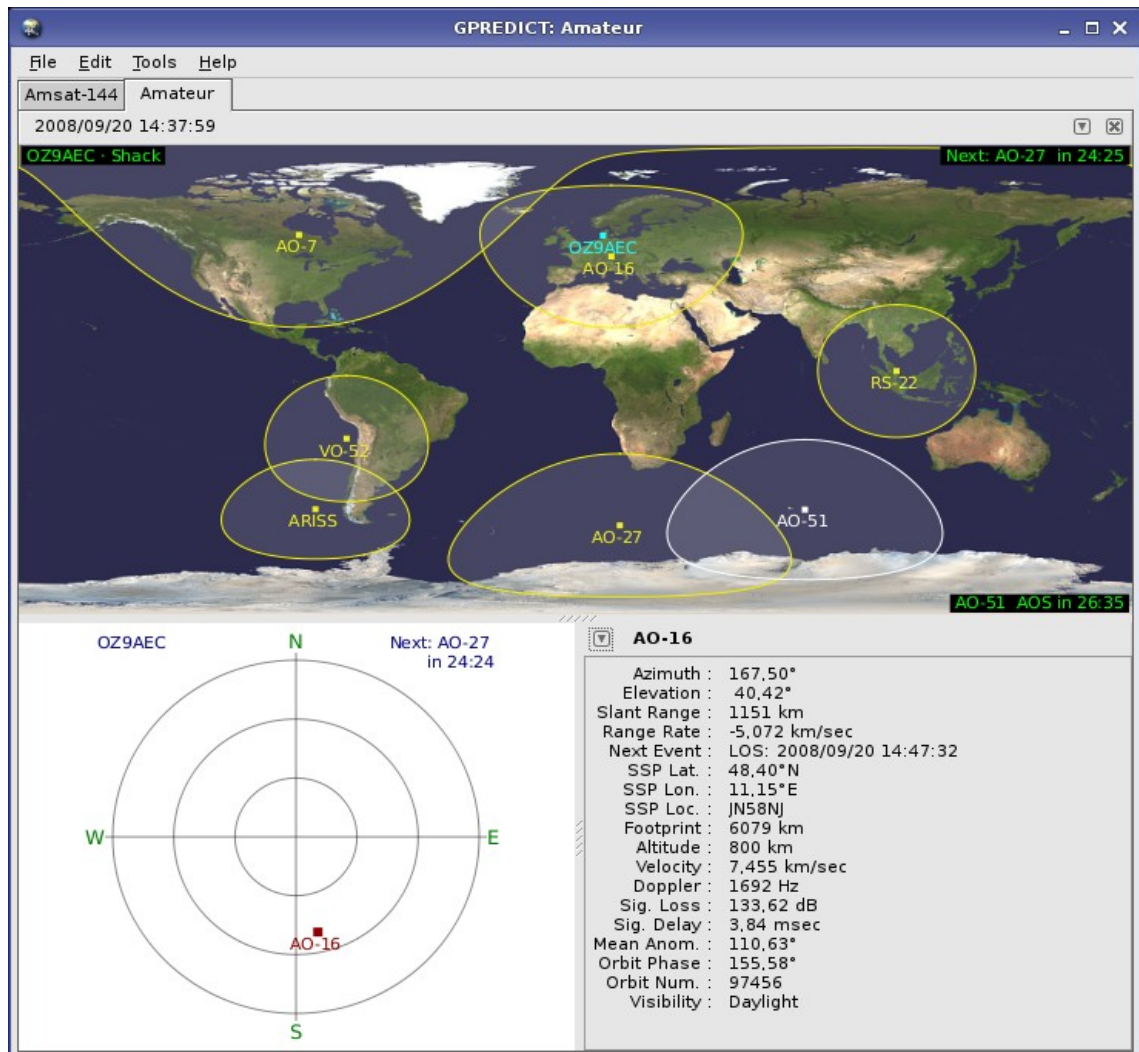 GPREDICT: Amateur
File Edit Tools Help
Amsat-144 Amateur
2008/09/20 14:37:59
OZ9AEC · Shack
Next: AO-27 in 24:25
AO-7
OZ9AEC
AO-16
RS-22
VO-52
ARISS
AO-27
AO-51
AO-51 AOS in 26:35
OZ9AEC
N
Next: AO-27
in 24:24
W
E
AO-16
S
AO-16
Azimuth : 167,50°
Elevation : 40,42°
Slant Range : 1151 km
Range Rate : -5,072 km/sec
Next Event : LOS: 2008/09/20 14:47:32
SSP Lat. : 48,40°N
SSP Lon. : 11,15°E
SSP Loc. : JN58NJ
Footprint : 6079 km
Altitude : 800 km
Velocity : 7,455 km/sec
Doppler : 1692 Hz
Sig. Loss : 133,62 dB
Sig. Delay : 3,84 msec
Mean Anom. : 110,63°
Orbit Phase : 155,58°
Orbit Num. : 97456
Visibility : Daylight